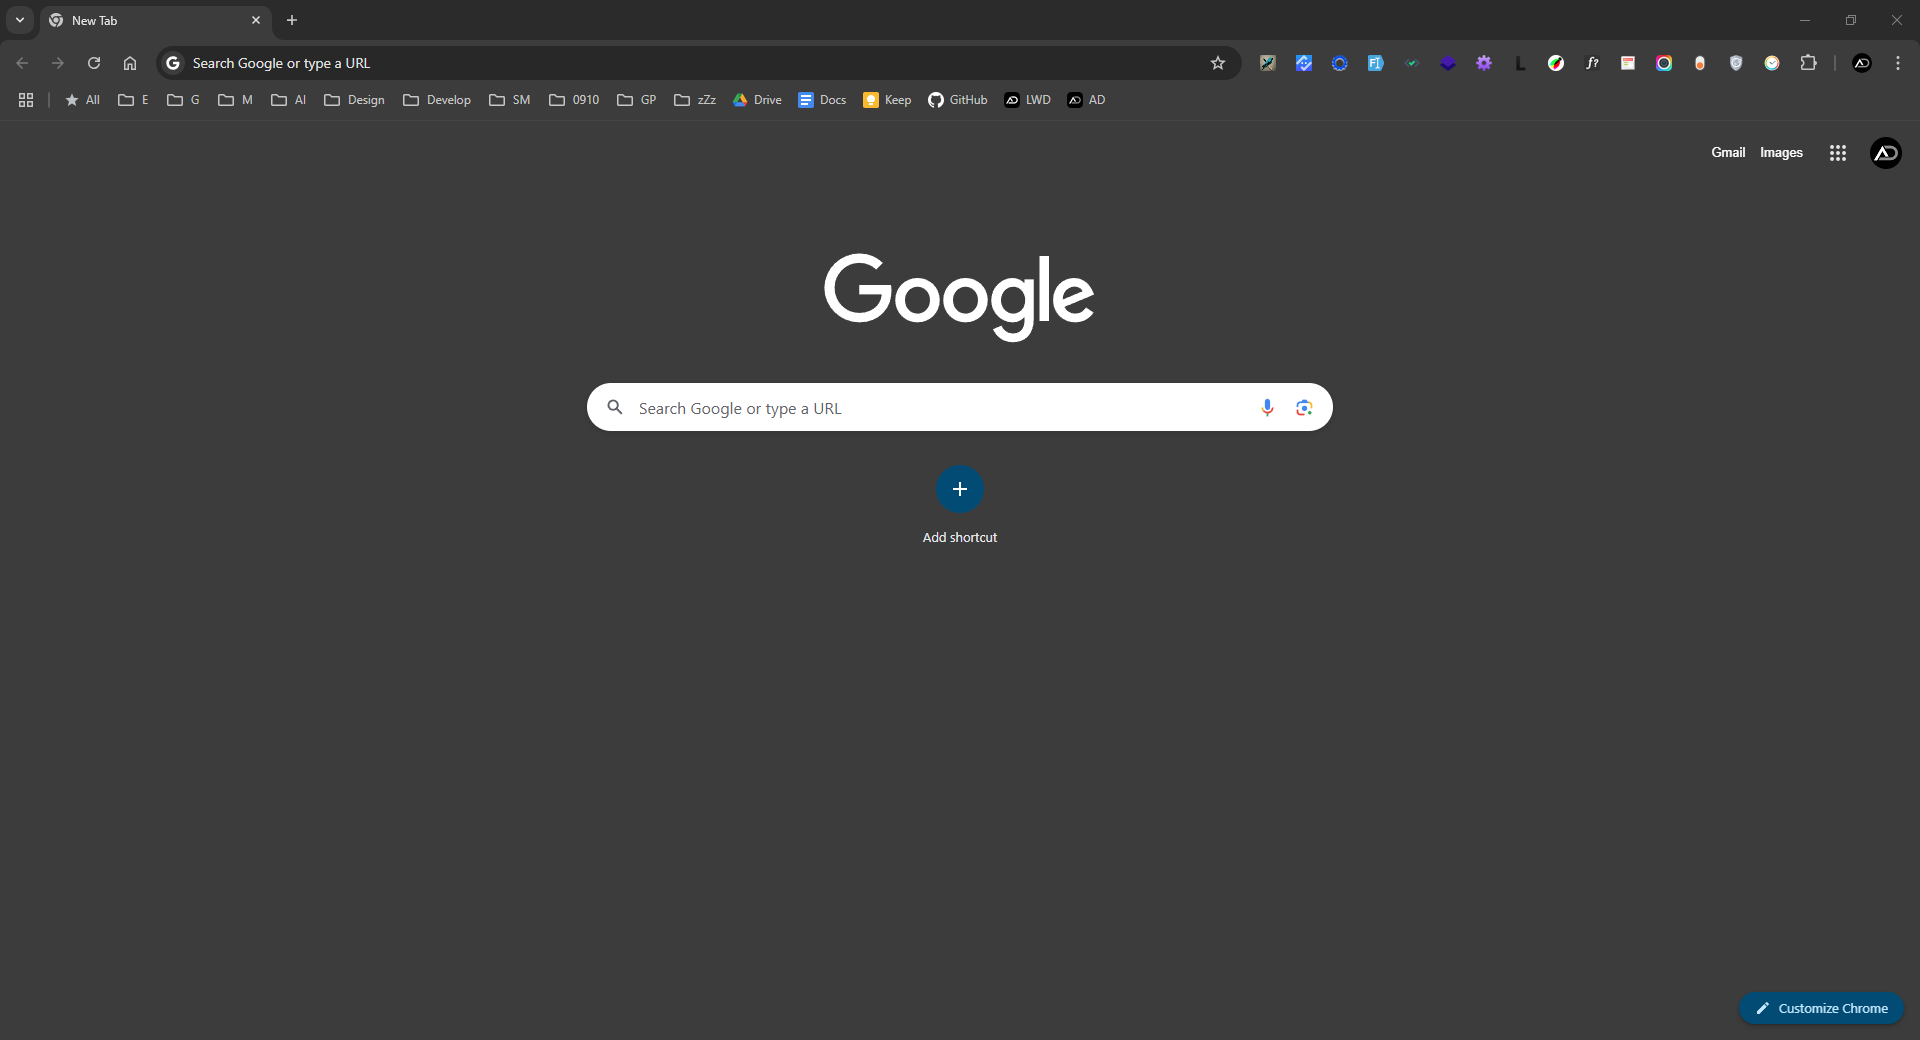 New Tab
Search Google or type a URL
All E G M AI Design Develop SM 0910 GP zZz Drive Docs Keep GitHub LWD AD
Gmail Images
Google
Search Google or type a URL
Add shortcut
Customize Chrome